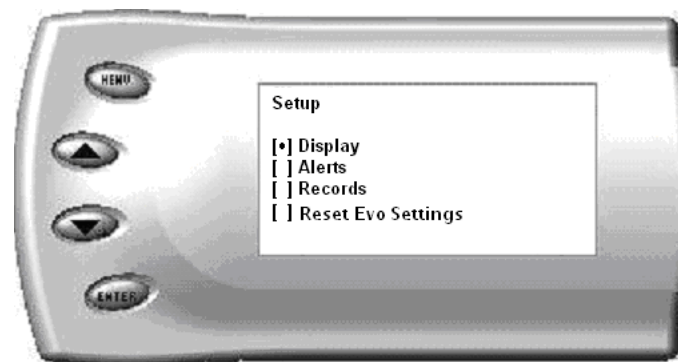 MENU
Setup
[•] Display
[ ] Alerts
[ ] Records
[ ] Reset Evo Settings
ENTER